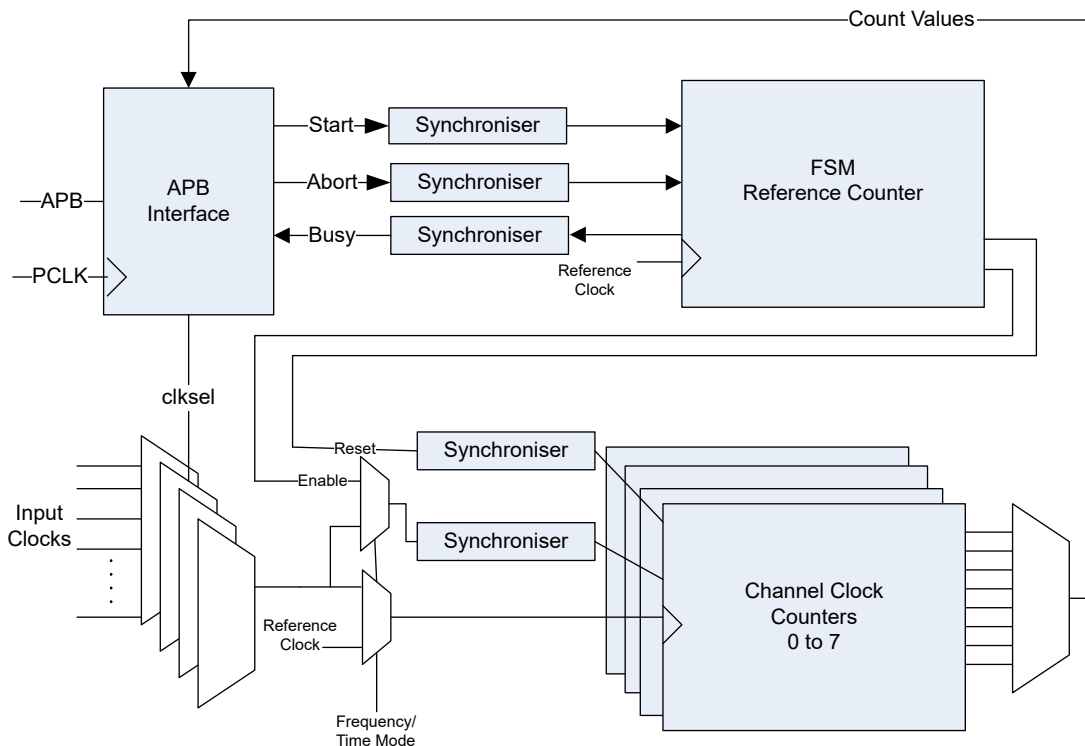 Count Values
Start
Synchroniser
FSM
Reference Counter
APB
Interface
Abort
Synchroniser
APB
Busy
Synchroniser
PCLK
Reference
Clock
clksel
Reset
Synchroniser
Enable
Input
Clocks
Synchroniser
Channel Clock
Counters
0 to 7
Reference
Clock
Frequency/
Time Mode